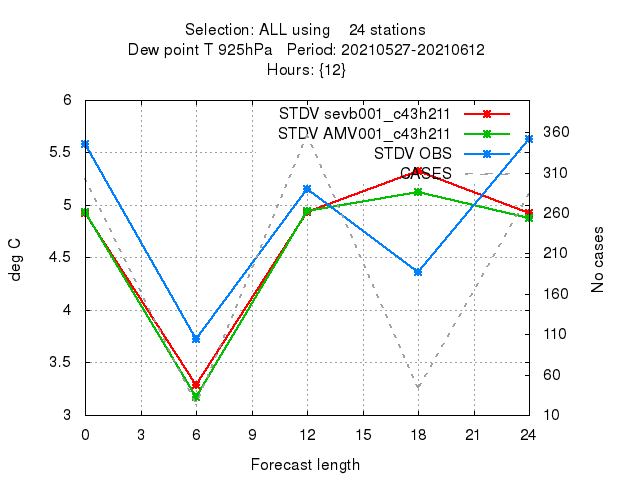 Selection: ALL using 24 stations
Dew point T 925hPa Period: 20210527-20210612
Hours: {12}
STDV sevb001_c43h211
STDV AMV001_c43h211
STDV OBS
CASES
6
5.5
5
4.5
4
3.5
3
360
310
260
210
160
110
60
10
deg C
No cases
0 3 6 9 12 15 18 21 24
Forecast length